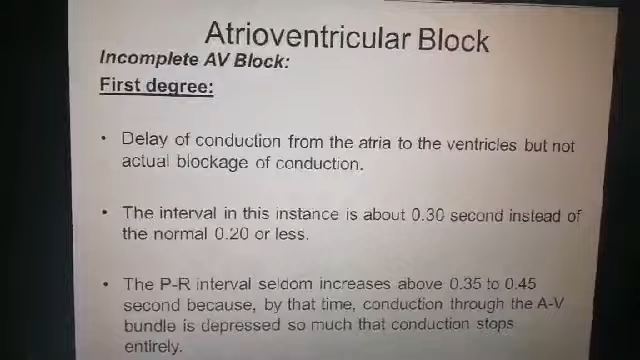 Atrioventricular Block
Incomplete AV Block:
First degree:
• Delay of conduction from the atria to the ventricles but not
actual blockage of conduction.
• The interval in this instance is about 0.30 second instead of
the normal 0.20 or less.
• The P-R interval seldom increases above 0.35 to 0.45
second because, by that time, conduction through the A-V
bundle is depressed so much that conduction stops
entirely.